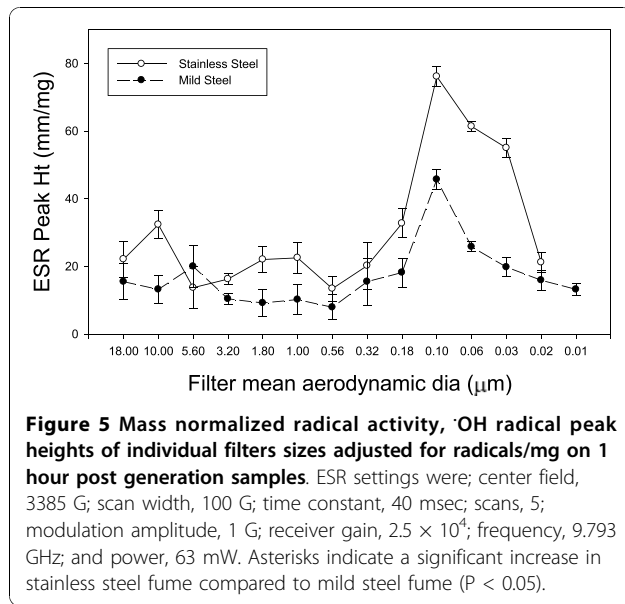 Stainless Steel
Mild Steel
80
60
40
20
0
ESR Peak Ht (mm/mg)
18.00 10.00 5.60 3.20 1.80 1.00 0.56 0.32 0.18 0.10 0.06 0.03 0.02 0.01
Filter mean aerodynamic dia (μm)
Figure 5 Mass normalized radical activity, ·OH radical peak
heights of individual filters sizes adjusted for radicals/mg on 1
hour post generation samples. ESR settings were; center field,
3385 G; scan width, 100 G; time constant, 40 msec; scans, 5;
modulation amplitude, 1 G; receiver gain, 2.5 × 10⁴; frequency, 9.793
GHz; and power, 63 mW. Asterisks indicate a significant increase in
stainless steel fume compared to mild steel fume (P < 0.05).